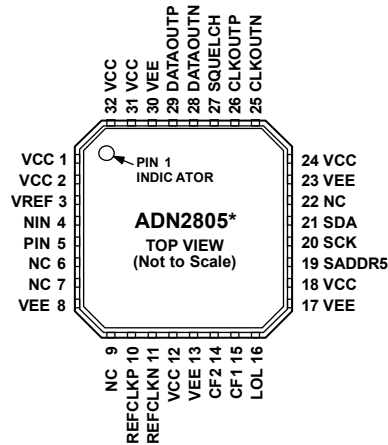 32 VCC
31 VCC
30 VEE
29 DATAOUTP
28 DATAOUTN
27 SQUELCH
26 CLKOUTP
25 CLKOUTN
VCC 1
VCC 2
VREF 3
NIN 4
PIN 5
NC 6
NC 7
VEE 8
PIN 1
INDICATOR
ADN2805*
TOP VIEW
(Not to Scale)
24 VCC
23 VEE
22 NC
21 SDA
20 SCK
19 SADDR5
18 VCC
17 VEE
NC 9
REFCLKP 10
REFCLKN 11
VCC 12
VEE 13
CF2 14
CF1 15
LOL 16